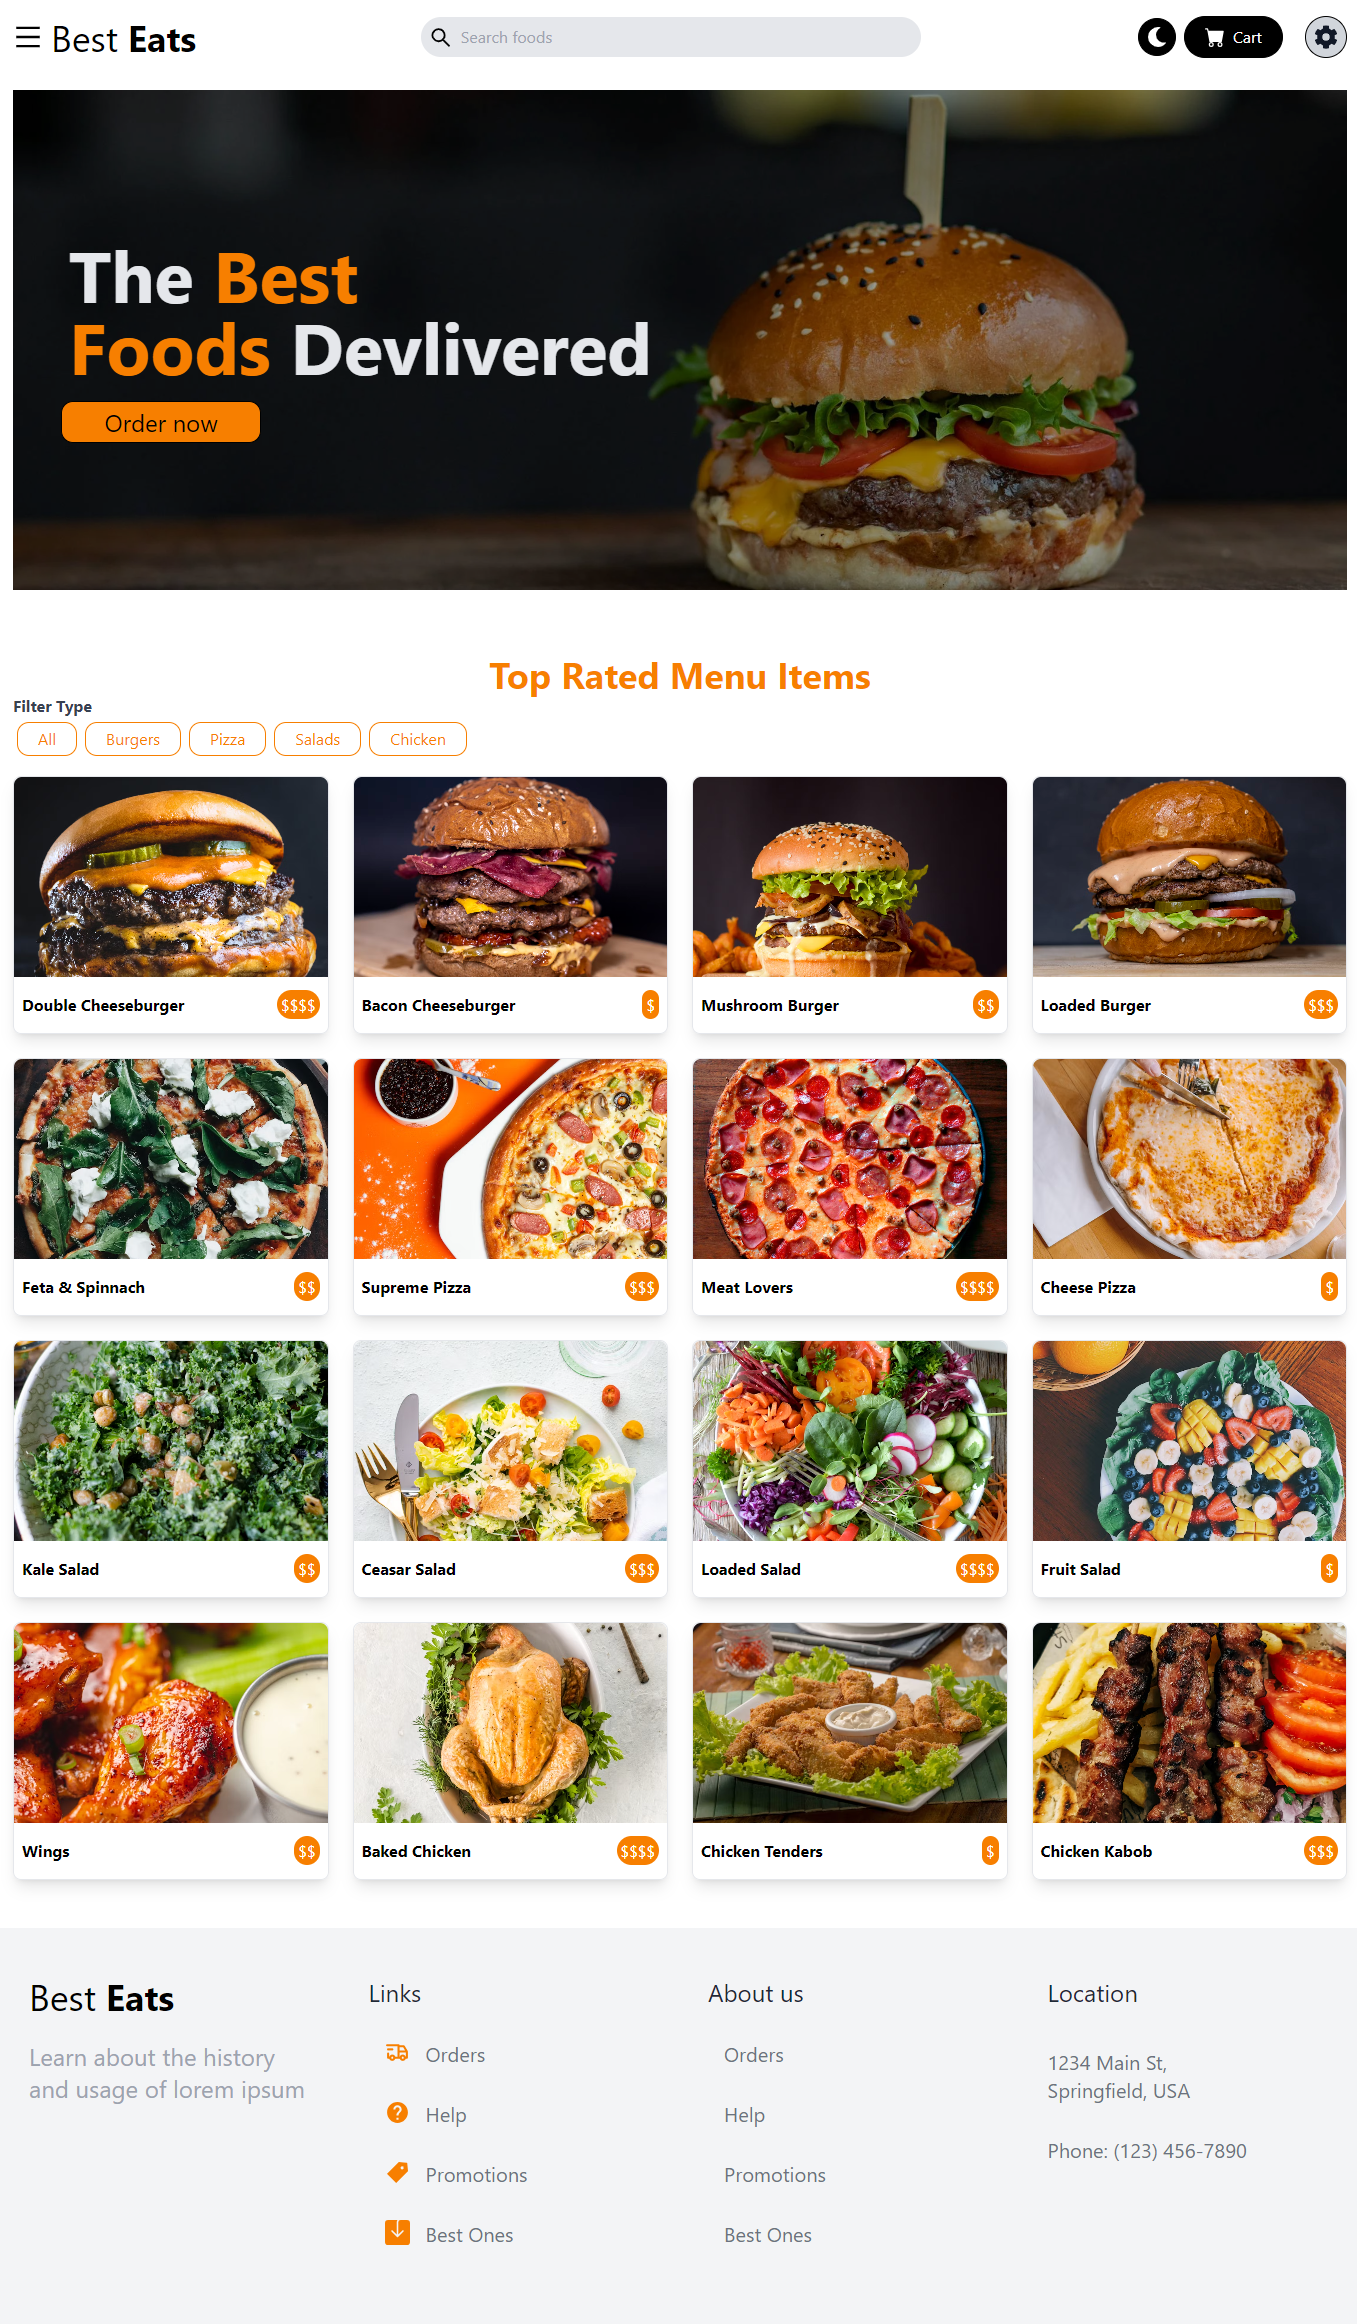 Best Eats
Search foods
Cart
The Best
Foods Devlivered
Order now
Top Rated Menu Items
Filter Type
All Burgers Pizza Salads Chicken
Double Cheeseburger $$$$
Bacon Cheeseburger $
Mushroom Burger $$
Loaded Burger $$$
Feta & Spinnach $$
Supreme Pizza $$$
Meat Lovers $$$$
Cheese Pizza $
Kale Salad $$
Ceasar Salad $$$
Loaded Salad $$$$
Fruit Salad $
Wings $$
Baked Chicken $$$$
Chicken Tenders $
Chicken Kabob $$$
Best Eats
Learn about the history
and usage of lorem ipsum
Links
Orders
Help
Promotions
Best Ones
About us
Orders
Help
Promotions
Best Ones
Location
1234 Main St,
Springfield, USA
Phone: (123) 456-7890